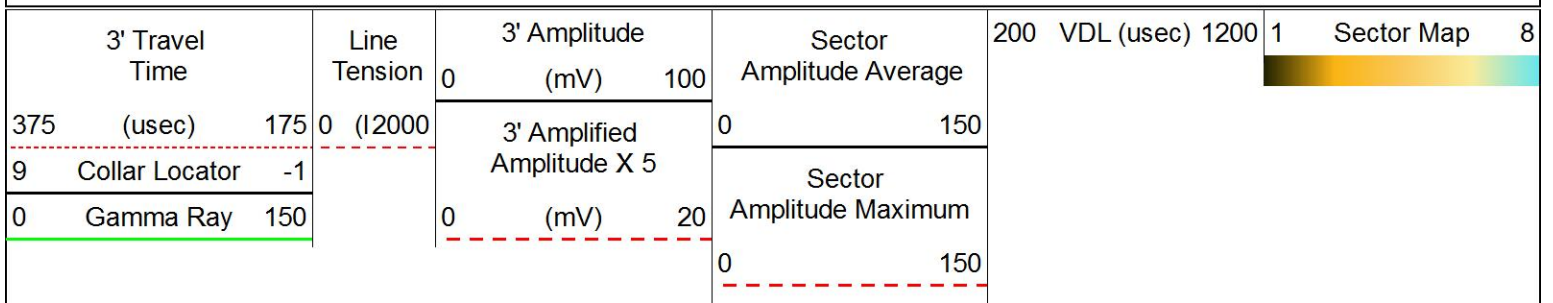 3' Travel
Time
375 (usec) 175
9 Collar Locator -1
0 Gamma Ray 150
Line
Tension
0 (l2000
3' Amplitude
0 (mV) 100
3' Amplified
Amplitude X 5
0 (mV) 20
Sector
Amplitude Average
0 150
Sector
Amplitude Maximum
0 150
200 VDL (usec) 1200
1 Sector Map 8